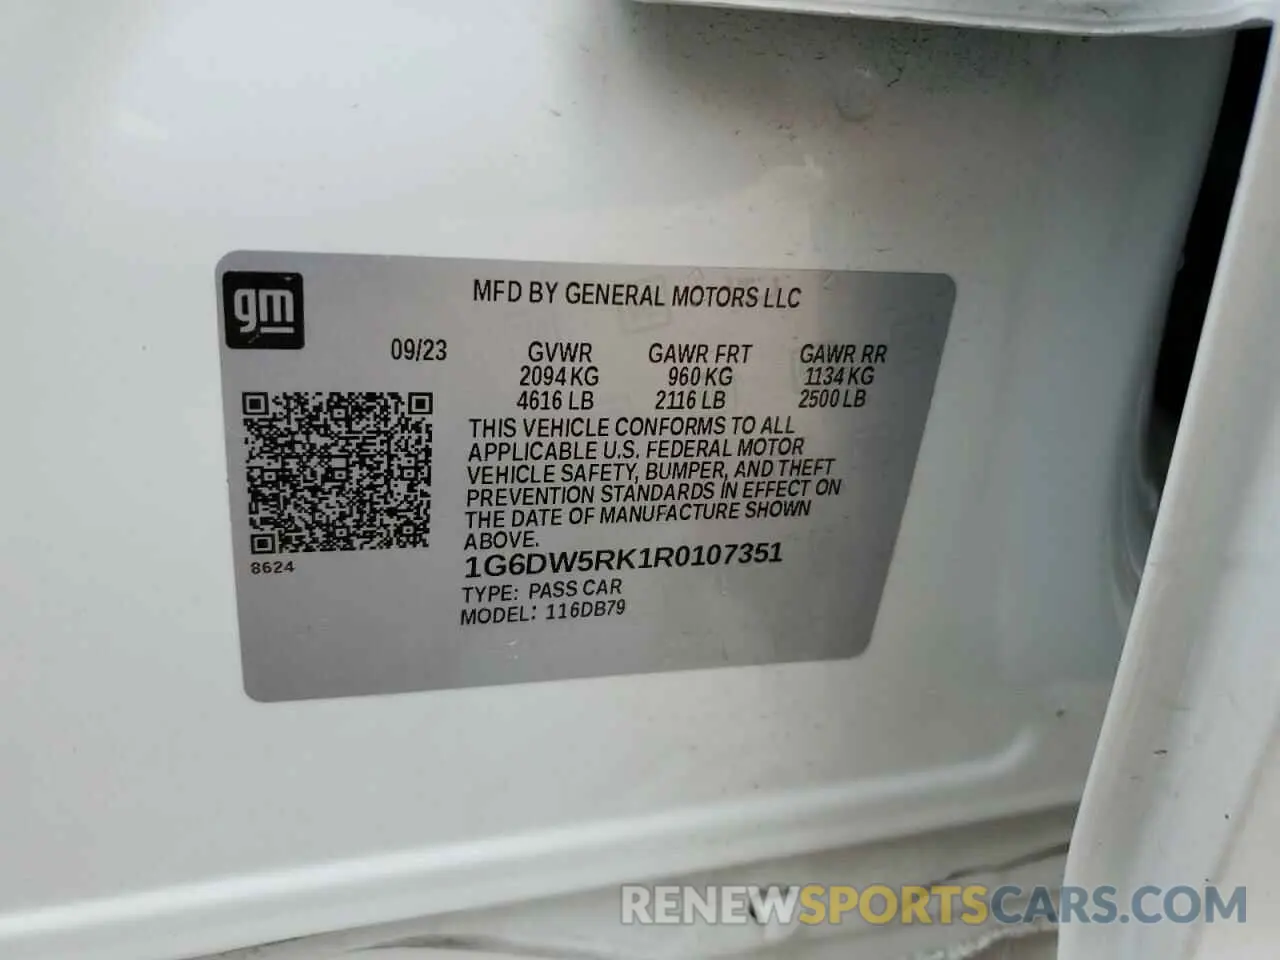 gm
MFD BY GENERAL MOTORS LLC
09/23 GVWR GAWR FRT GAWR RR
2094 KG 960 KG 1134 KG
4616 LB 2116 LB 2500 LB
THIS VEHICLE CONFORMS TO ALL
APPLICABLE U.S. FEDERAL MOTOR
VEHICLE SAFETY, BUMPER, AND THEFT
PREVENTION STANDARDS IN EFFECT ON
THE DATE OF MANUFACTURE SHOWN
ABOVE.
8624
1G6DW5RK1R0107351
TYPE: PASS CAR
MODEL: 116DB79
RENEWSPORTSCARS.COM